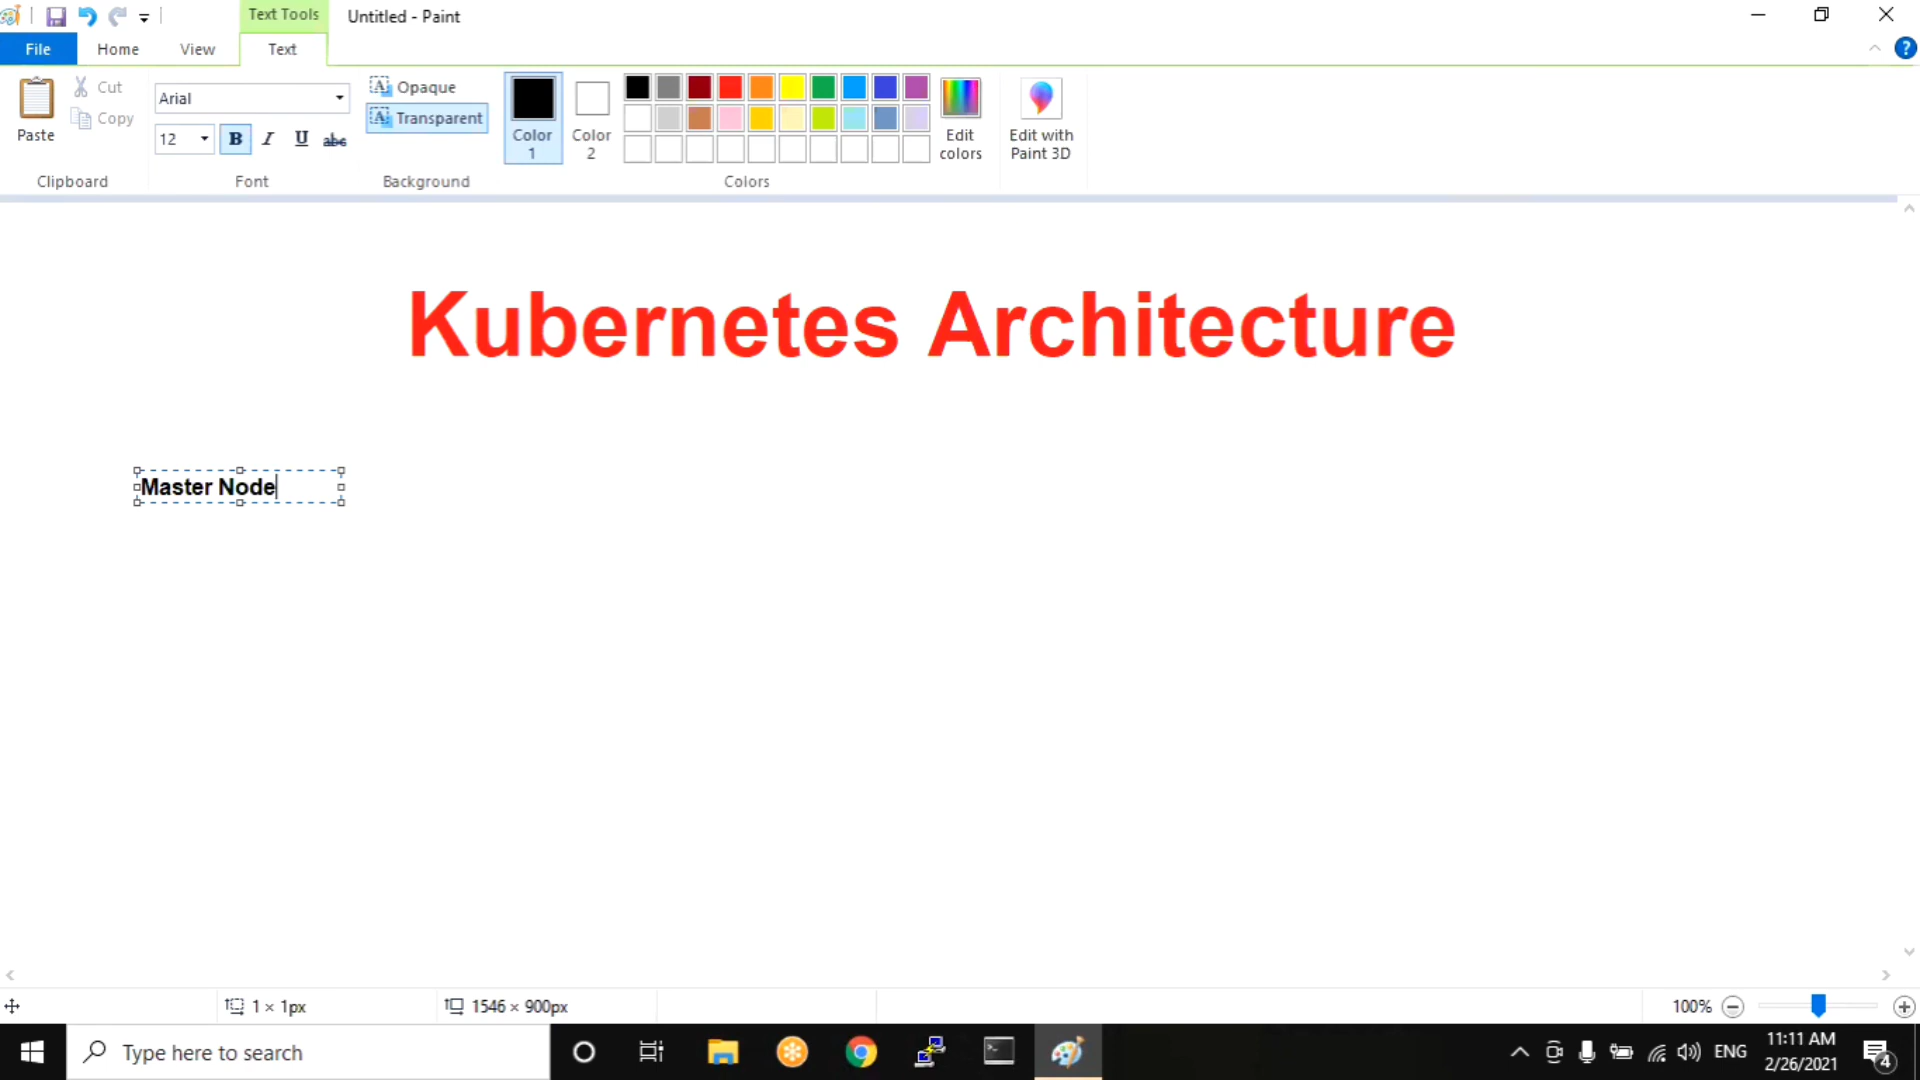 Text Tools
Untitled - Paint
File
Home
View
Text
Paste
Cut
Copy
Clipboard
Arial
12
B
I
U
abc
Font
Opaque
Transparent
Background
Color
1
Color
2
Edit
colors
Colors
Edit with
Paint 3D
?
Kubernetes Architecture
Master Node
1 × 1px
1546 × 900px
100%
Type here to search
ENG
11:11 AM
2/26/2021
4